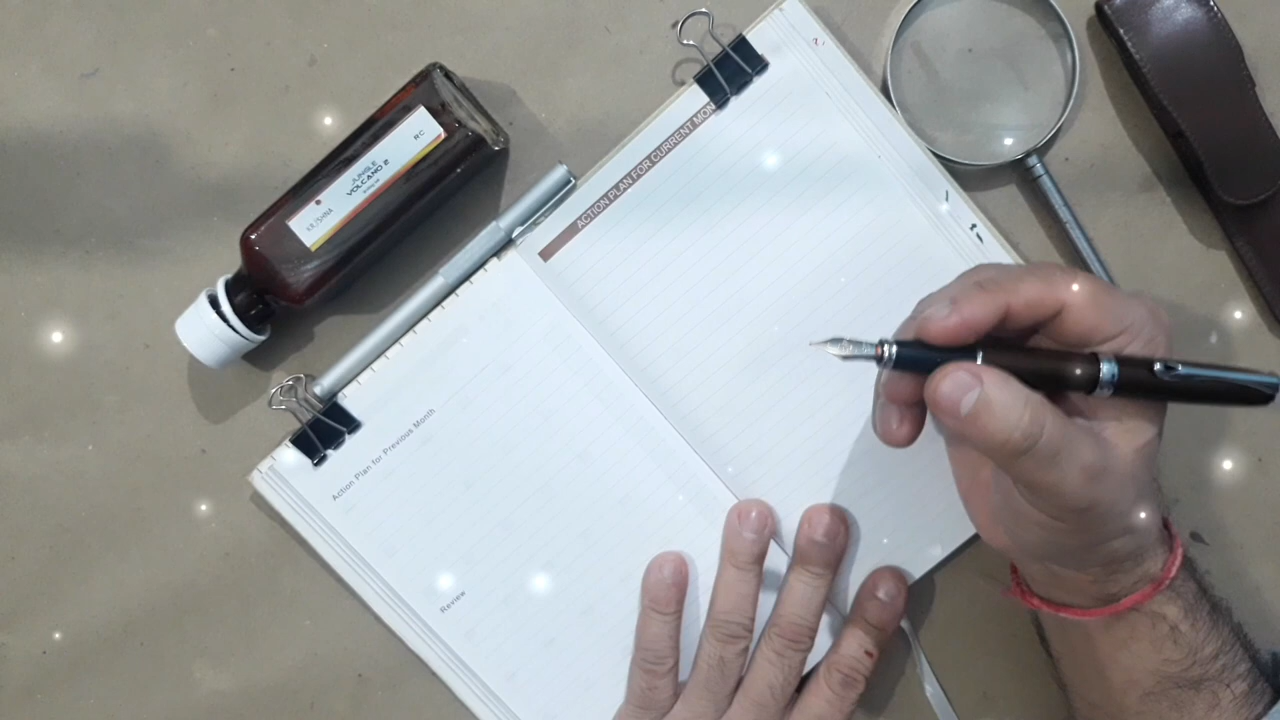 RC
JUNGLE
VOLCANO 2
KRISHNA
ACTION PLAN FOR CURRENT MON
Action Plan for Previous Month
Review